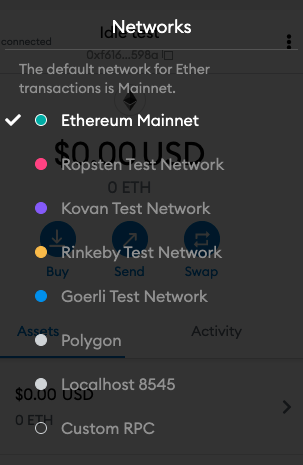 Networks
connected
Idle test
0xf616...598a
The default network for Ether
transactions is Mainnet.
Ethereum Mainnet
$0.00 USD
Ropsten Test Network
0 ETH
Kovan Test Network
Rinkeby Test Network
Buy
Send
Swap
Goerli Test Network
Assets
Activity
Polygon
Localhost 8545
$0.00 USD
0 ETH
Custom RPC